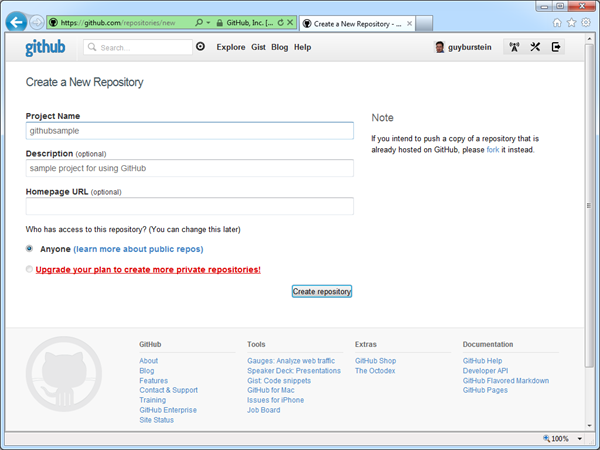 https://github.com/repositories/new
GitHub, Inc. [...
Create a New Repository - ...
github
Search...
Explore Gist Blog Help
guyburstein
Create a New Repository
Project Name
githubsample
Description (optional)
sample project for using GitHub
Homepage URL (optional)
Who has access to this repository? (You can change this later)
Anyone (learn more about public repos)
Upgrade your plan to create more private repositories!
Create repository
Note
If you intend to push a copy of a repository that is
already hosted on GitHub, please fork it instead.
GitHub
About
Blog
Features
Contact & Support
Training
GitHub Enterprise
Site Status
Tools
Gauges: Analyze web traffic
Speaker Deck: Presentations
Gist: Code snippets
GitHub for Mac
Issues for iPhone
Job Board
Extras
GitHub Shop
The Octodex
Documentation
GitHub Help
Developer API
GitHub Flavored Markdown
GitHub Pages
100%